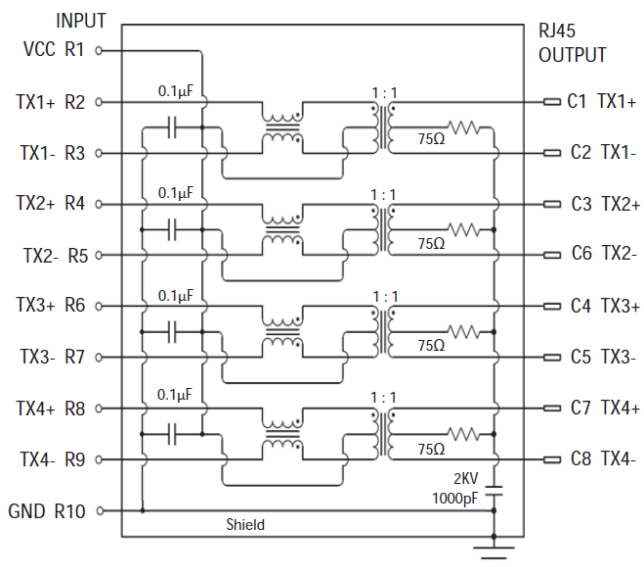 INPUT
RJ45
OUTPUT
VCC R1
0.1µF
1 : 1
TX1+ R2
C1 TX1+
75Ω
TX1- R3
C2 TX1-
0.1µF
1 : 1
TX2+ R4
C3 TX2+
75Ω
TX2- R5
C6 TX2-
0.1µF
1 : 1
TX3+ R6
C4 TX3+
75Ω
TX3- R7
C5 TX3-
0.1µF
1 : 1
TX4+ R8
C7 TX4+
75Ω
TX4- R9
C8 TX4-
2KV
1000pF
GND R10
Shield